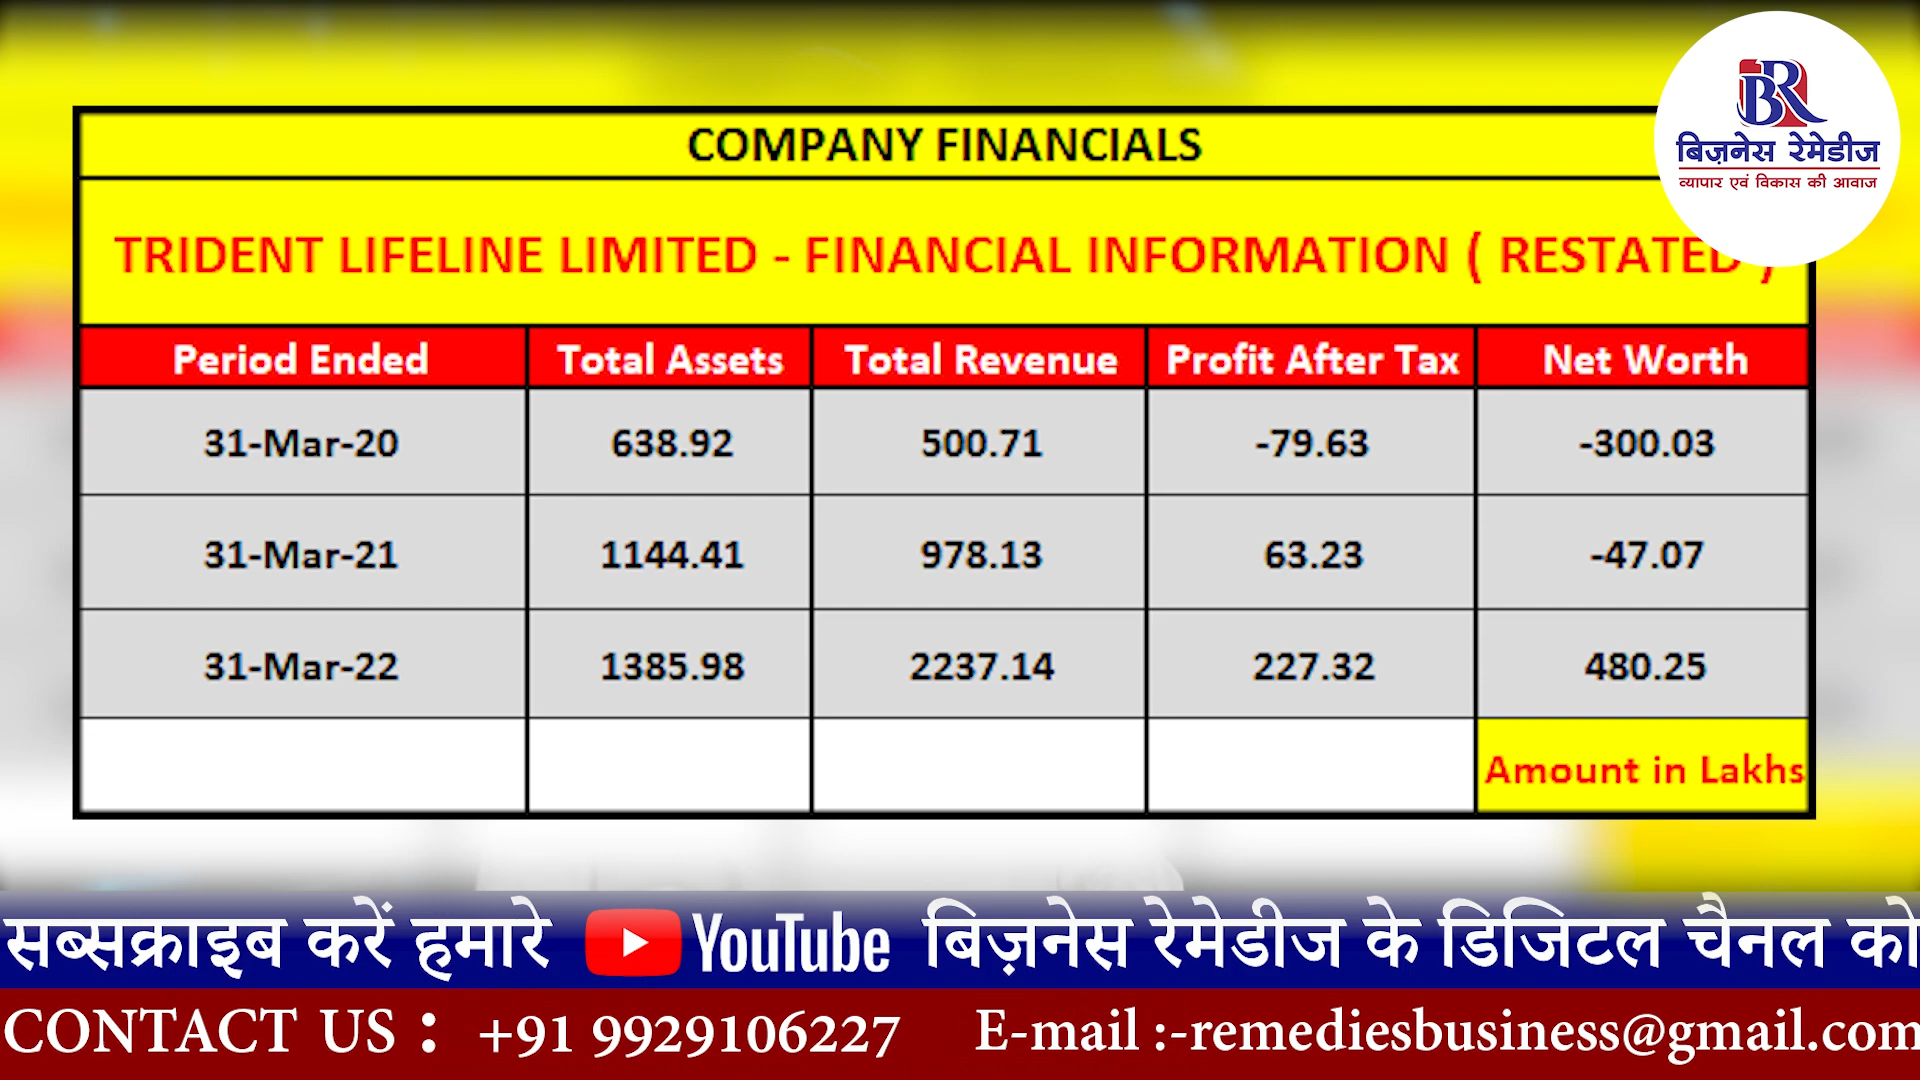 COMPANY FINANCIALS
BR
बिज़नेस रेमेडीज
व्यापार एवं विकास की आवाज
TRIDENT LIFELINE LIMITED - FINANCIAL INFORMATION ( RESTATED )
Period Ended Total Assets Total Revenue Profit After Tax Net Worth
31-Mar-20 638.92 500.71 -79.63 -300.03
31-Mar-21 1144.41 978.13 63.23 -47.07
31-Mar-22 1385.98 2237.14 227.32 480.25
Amount in Lakhs
सब्सक्राइब करें हमारे YouTube बिज़नेस रेमेडीज के डिजिटल चैनल को
CONTACT US : +91 9929106227 E-mail :-remediesbusiness@gmail.com